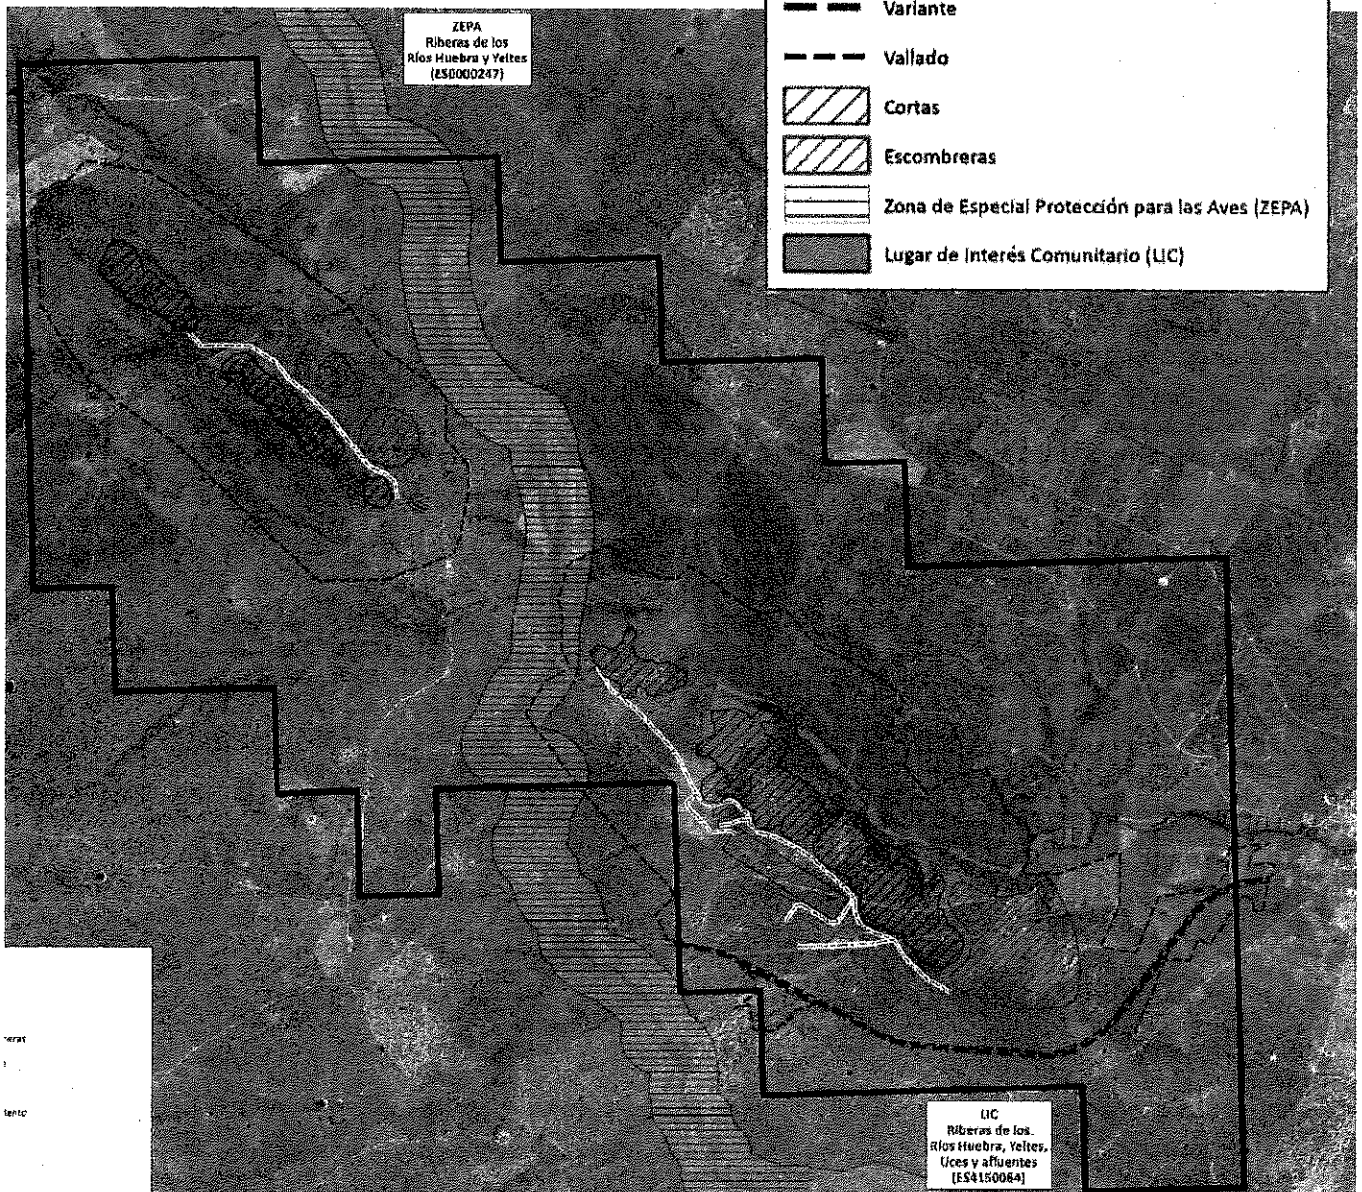 ZEPA
Riberas de los
Ríos Huebra y Yeltes
(ES0000247)
Variante
Vallado
Cortas
Escombreras
Zona de Especial Protección para las Aves (ZEPA)
Lugar de Interés Comunitario (LIC)
LIC
Riberas de los
Ríos Huebra, Yeltes,
Uces y afluentes
(ES4150064)